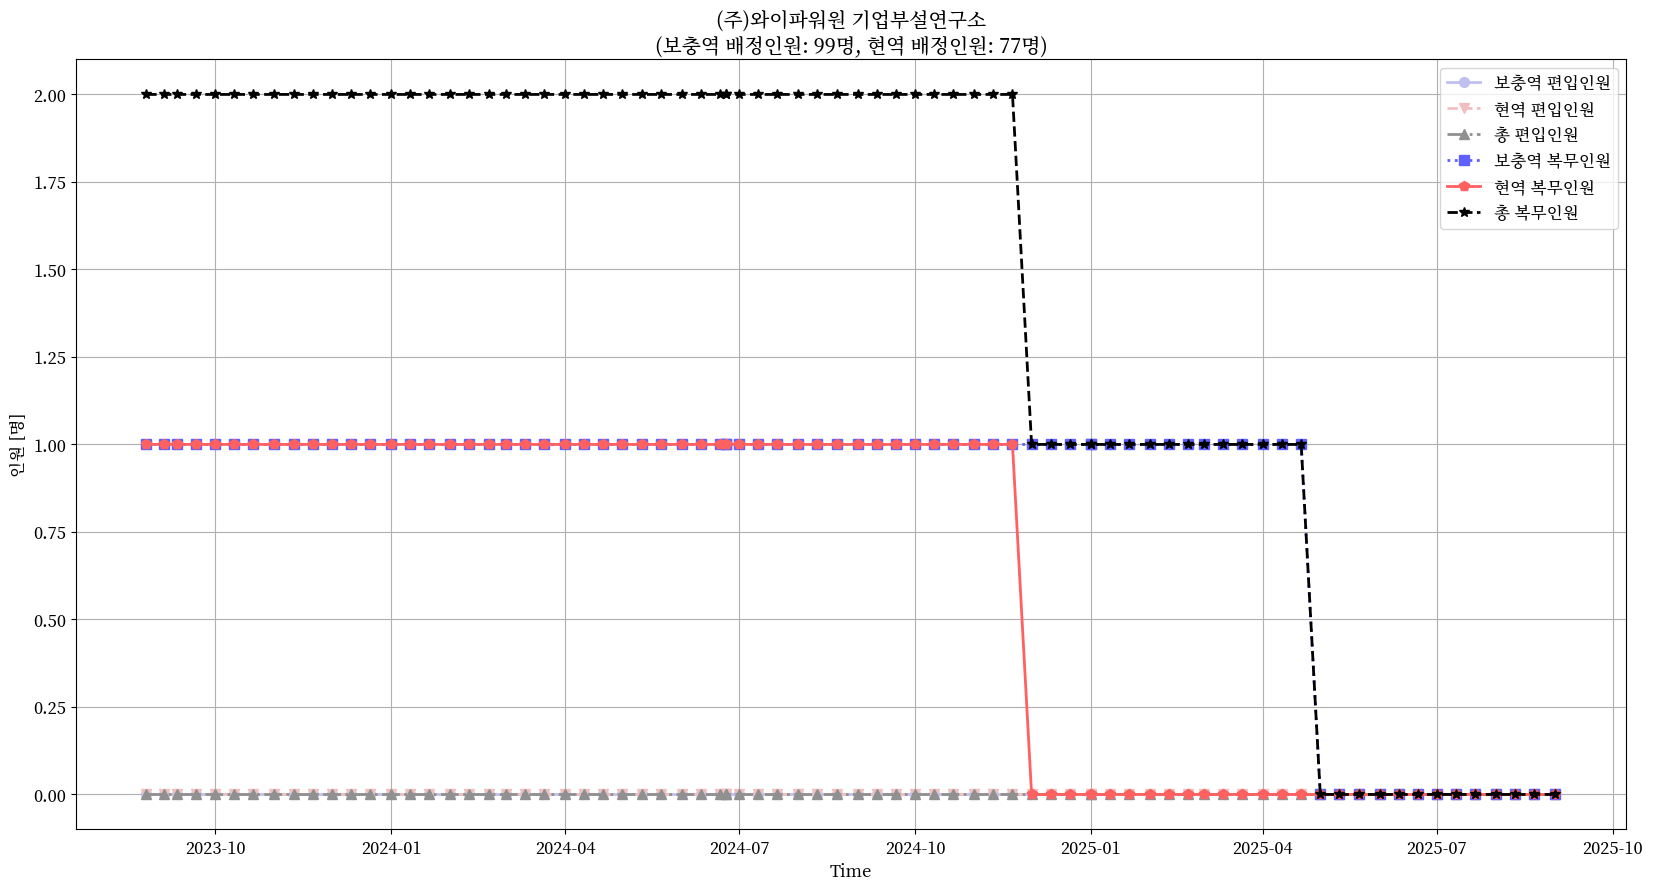 (주)와이파워원 기업부설연구소
(보충역 배정인원: 99명, 현역 배정인원: 77명)
보충역 편입인원
현역 편입인원
총 편입인원
보충역 복무인원
현역 복무인원
총 복무인원
인원 [명]
2.00
1.75
1.50
1.25
1.00
0.75
0.50
0.25
0.00
2023-10
2024-01
2024-04
2024-07
2024-10
2025-01
2025-04
2025-07
2025-10
Time